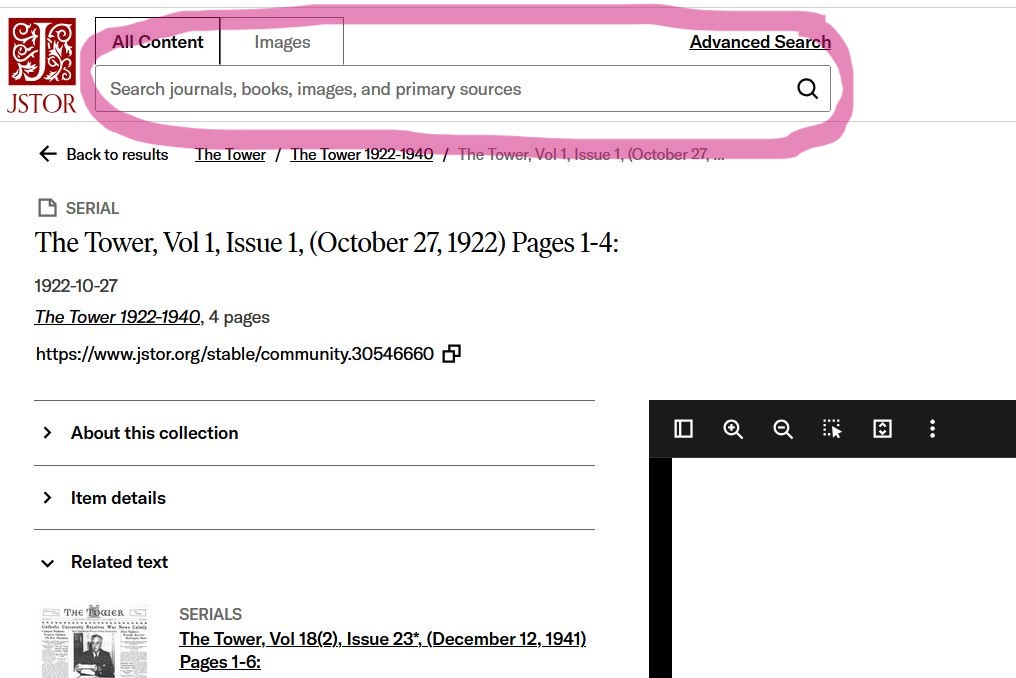 All Content Images Advanced Search
Search journals, books, images, and primary sources
JSTOR
Back to results The Tower / The Tower 1922-1940 / The Tower, Vol 1, Issue 1, (October 27, ...
SERIAL
The Tower, Vol 1, Issue 1, (October 27, 1922) Pages 1-4:
1922-10-27
The Tower 1922-1940, 4 pages
https://www.jstor.org/stable/community.30546660
About this collection
Item details
Related text
SERIALS
The Tower, Vol 18(2), Issue 23*, (December 12, 1941)
Pages 1-6:
THE TOWER
Catholic University Receives War News Calmly